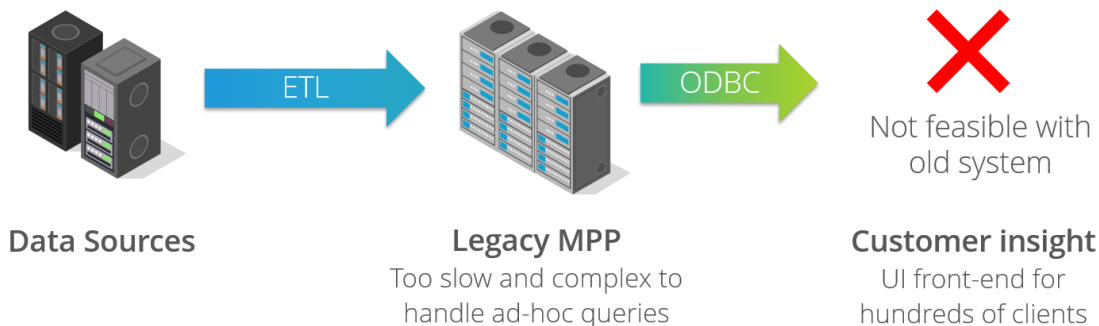 ETL
ODBC
Not feasible with
old system
Data Sources
Legacy MPP
Too slow and complex to
handle ad-hoc queries
Customer insight
UI front-end for
hundreds of clients